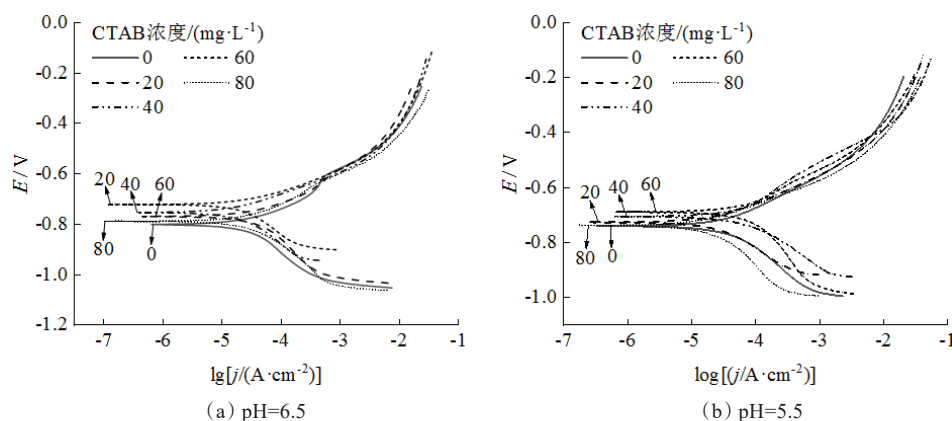 0.0
CTAB浓度/(mg·L-1)
0 60
20 80
40
-0.2
-0.4
-0.6
-0.8
-1.0
-1.2
E / V
20 40 60
80 0
-7 -6 -5 -4 -3 -2 -1
lg[j/(A·cm-2)]
(a) pH=6.5
0.0
CTAB浓度/(mg·L-1)
0 60
20 80
40
-0.2
-0.4
-0.6
-0.8
-1.0
E / V
20 40 60
80 0
-7 -6 -5 -4 -3 -2 -1
log[(j/A·cm-2)]
(b) pH=5.5